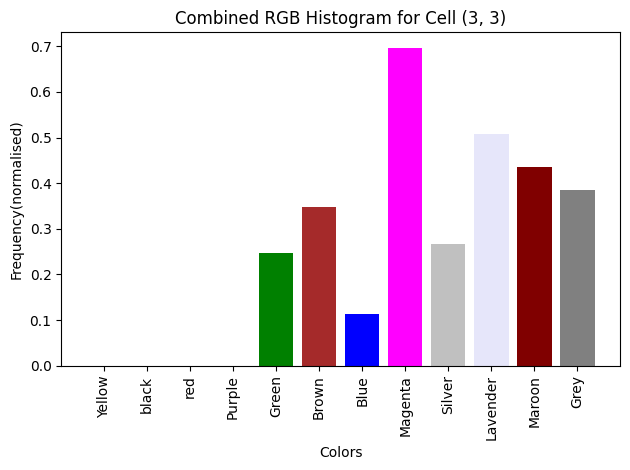 Combined RGB Histogram for Cell (3, 3)
Frequency(normalised)
0.7
0.6
0.5
0.4
0.3
0.2
0.1
0.0
Yellow
black
red
Purple
Green
Brown
Blue
Magenta
Silver
Lavender
Maroon
Grey
Colors